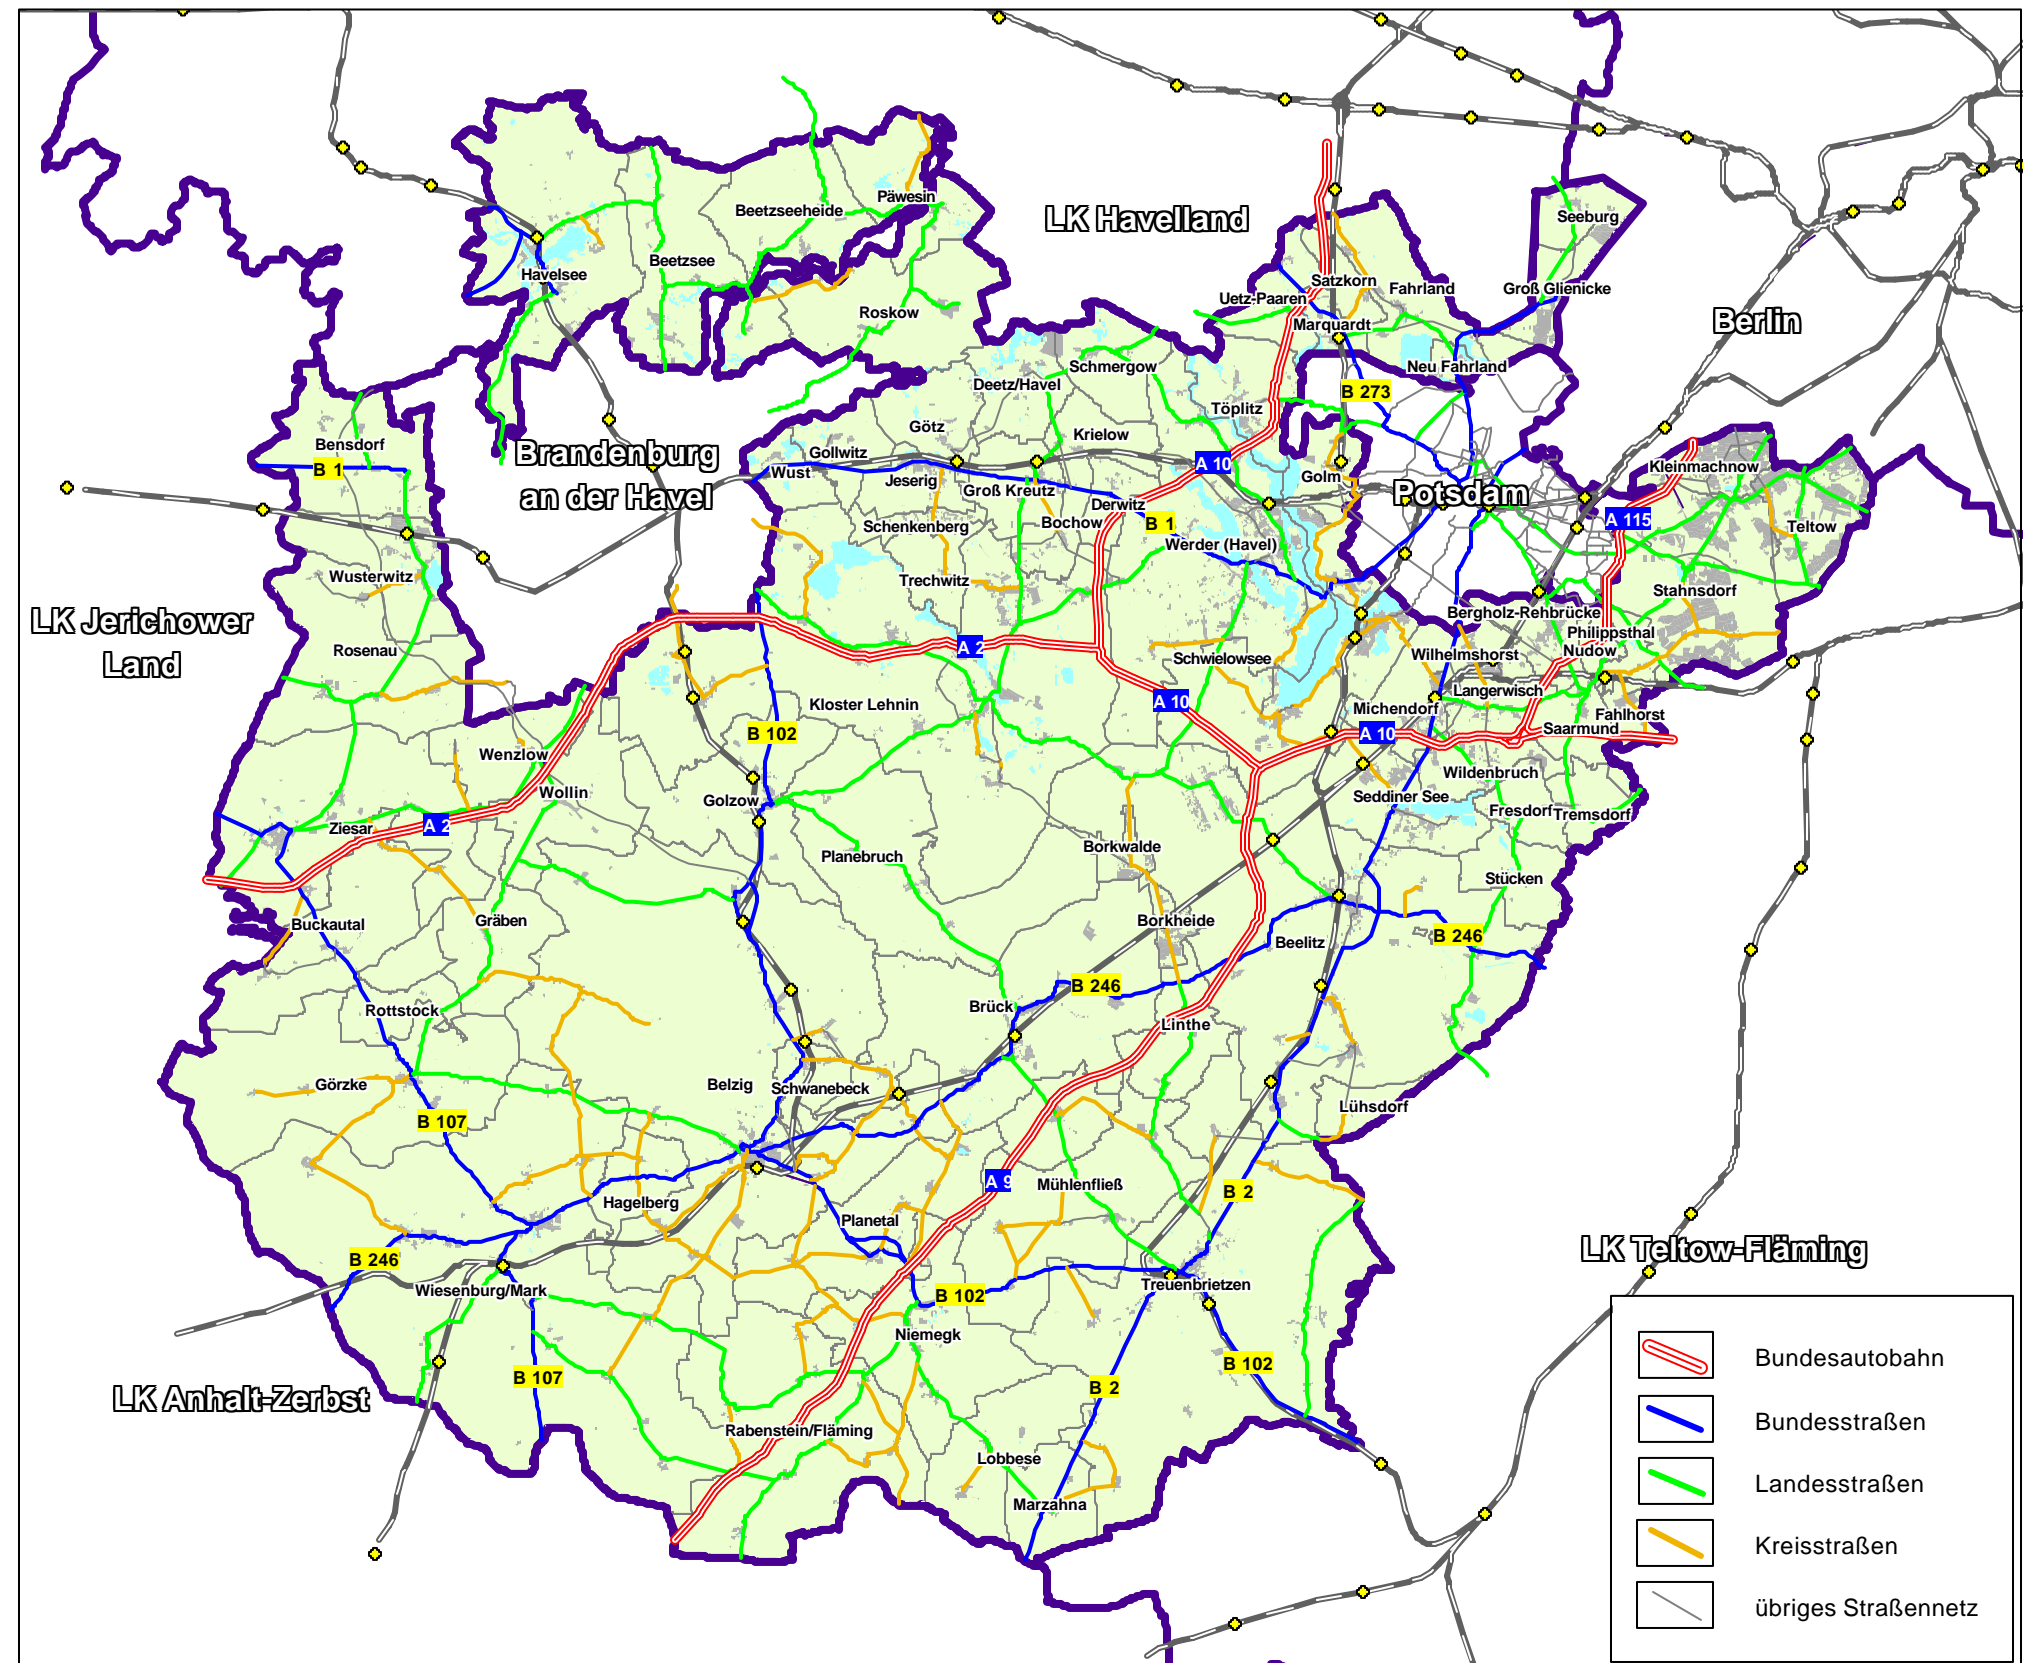 Päwesin
Beetzseeheide
LK Havelland
Seeburg
Beetzsee
Havelsee
Satzkorn
Fahrland
Groß Glienicke
Uetz-Paaren
Roskow
Marquardt
Berlin
Schmergow
Neu Fahrland
Deetz/Havel
B 273
Töplitz
Götz
Krielow
Bensdorf
B 1
Brandenburg
an der Havel
Gollwitz
Wust
Jeserig
A 10
Kleinmachnow
Golm
Groß Kreutz
Potsdam
Derwitz
B 1
A 115
Schenkenberg
Bochow
Teltow
Werder (Havel)
Wusterwitz
Trechwitz
Stahnsdorf
LK Jerichower
Land
Bergholz-Rehbrücke
Philippsthal
Rosenau
A 2
Nudow
Wilhelmshorst
Schwielowsee
Langerwisch
Kloster Lehnin
A 10
Michendorf
Fahlhorst
Saarmund
B 102
A 10
Wenzlow
Wollin
Wildenbruch
Golzow
Seddiner See
Fresdorf
Tremsdorf
Ziesar
A 2
Planebruch
Borkwalde
Stücken
Buckautal
Gräben
Borkheide
Beelitz
B 246
B 246
Rottstock
Brück
Linthe
Görzke
Belzig
Schwanebeck
Lühsdorf
B 107
A 9
Mühlenfließ
B 2
Hagelberg
Planetal
B 246
LK Teltow-Fläming
Wiesenburg/Mark
B 102
Treuenbrietzen
Niemegk
B 107
B 2
B 102
LK Anhalt-Zerbst
Rabenstein/Fläming
Lobbese
Marzahna
Bundesautobahn
Bundesstraßen
Landesstraßen
Kreisstraßen
übriges Straßennetz